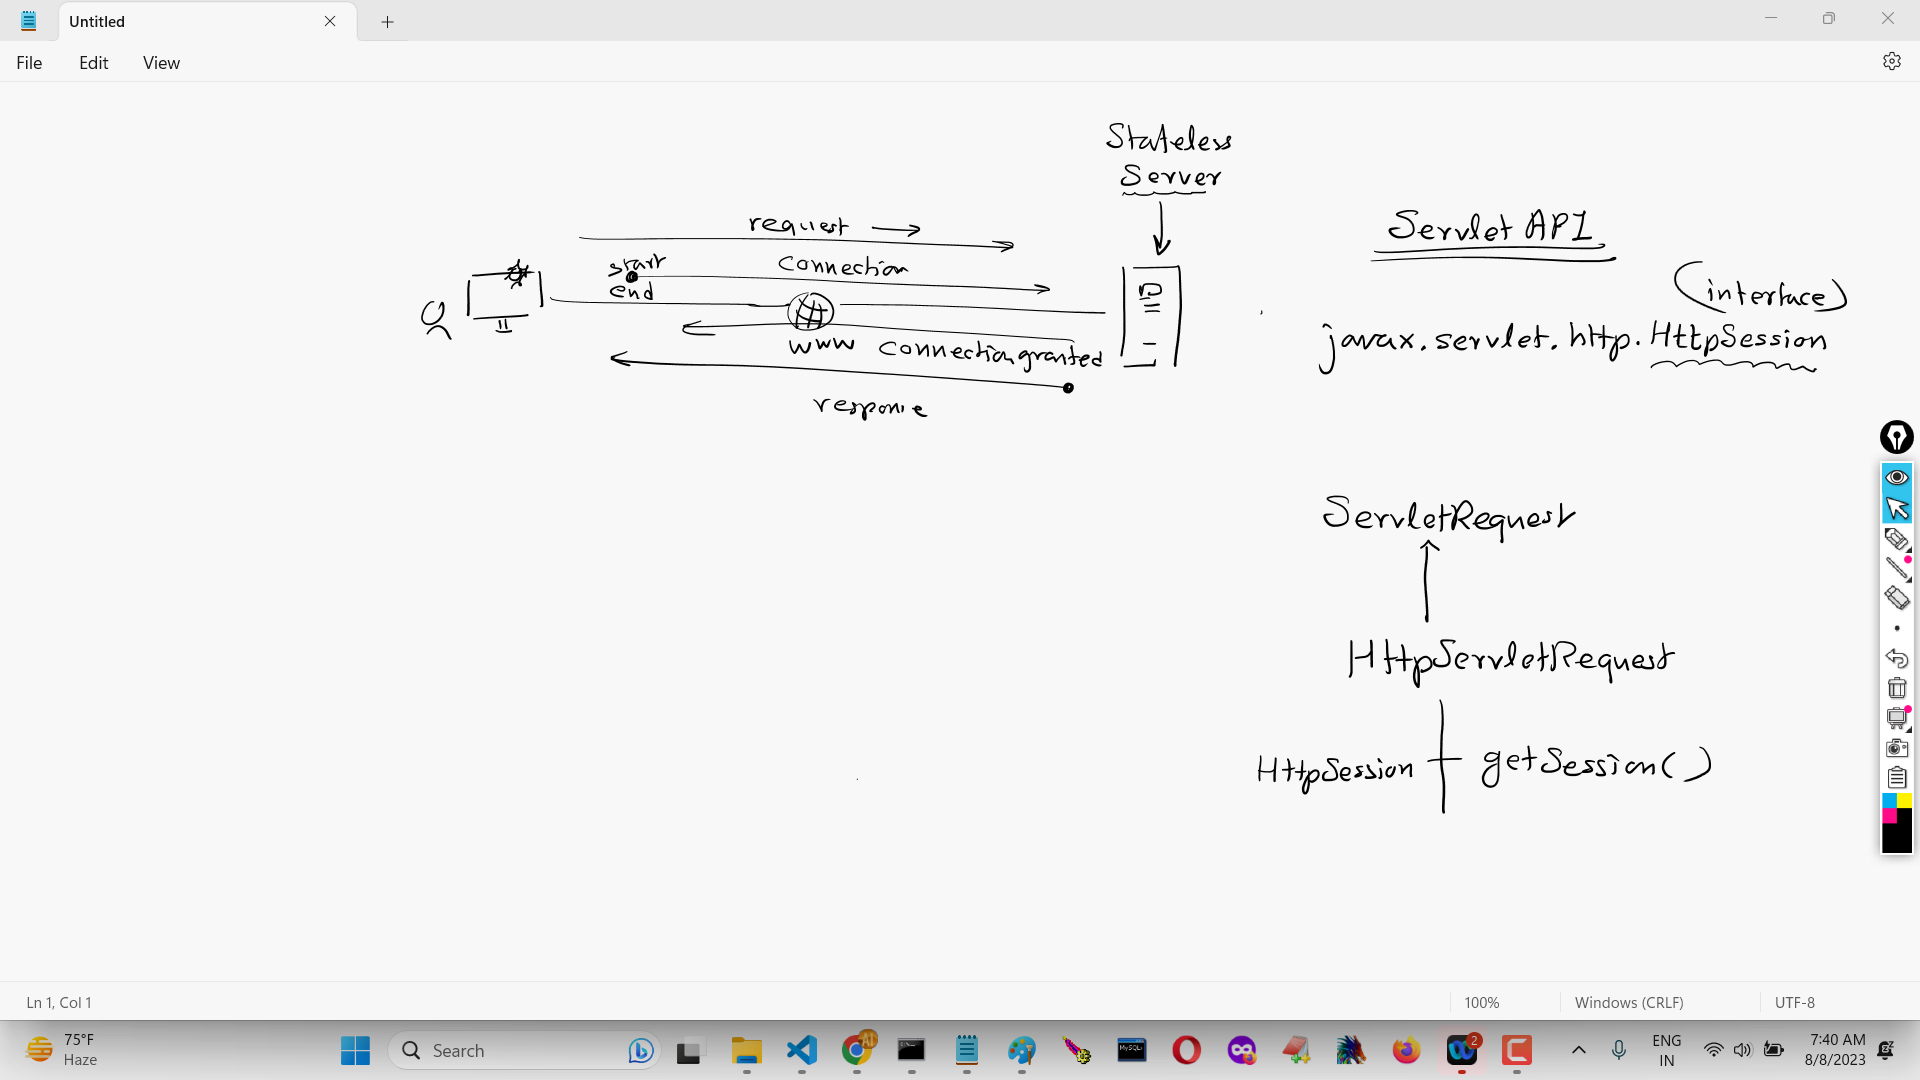 Untitled
File Edit View
Stateless
Server
request
start
Connection
end
www
Connection granted
response
Servlet API
(interface)
javax.servlet.http.HttpSession
ServletRequest
HttpServletRequest
HttpSession
getSession()
Ln 1, Col 1
100%
Windows (CRLF)
UTF-8
75°F
Haze
Search
MySQL
2
ENG
IN
7:40 AM
8/8/2023